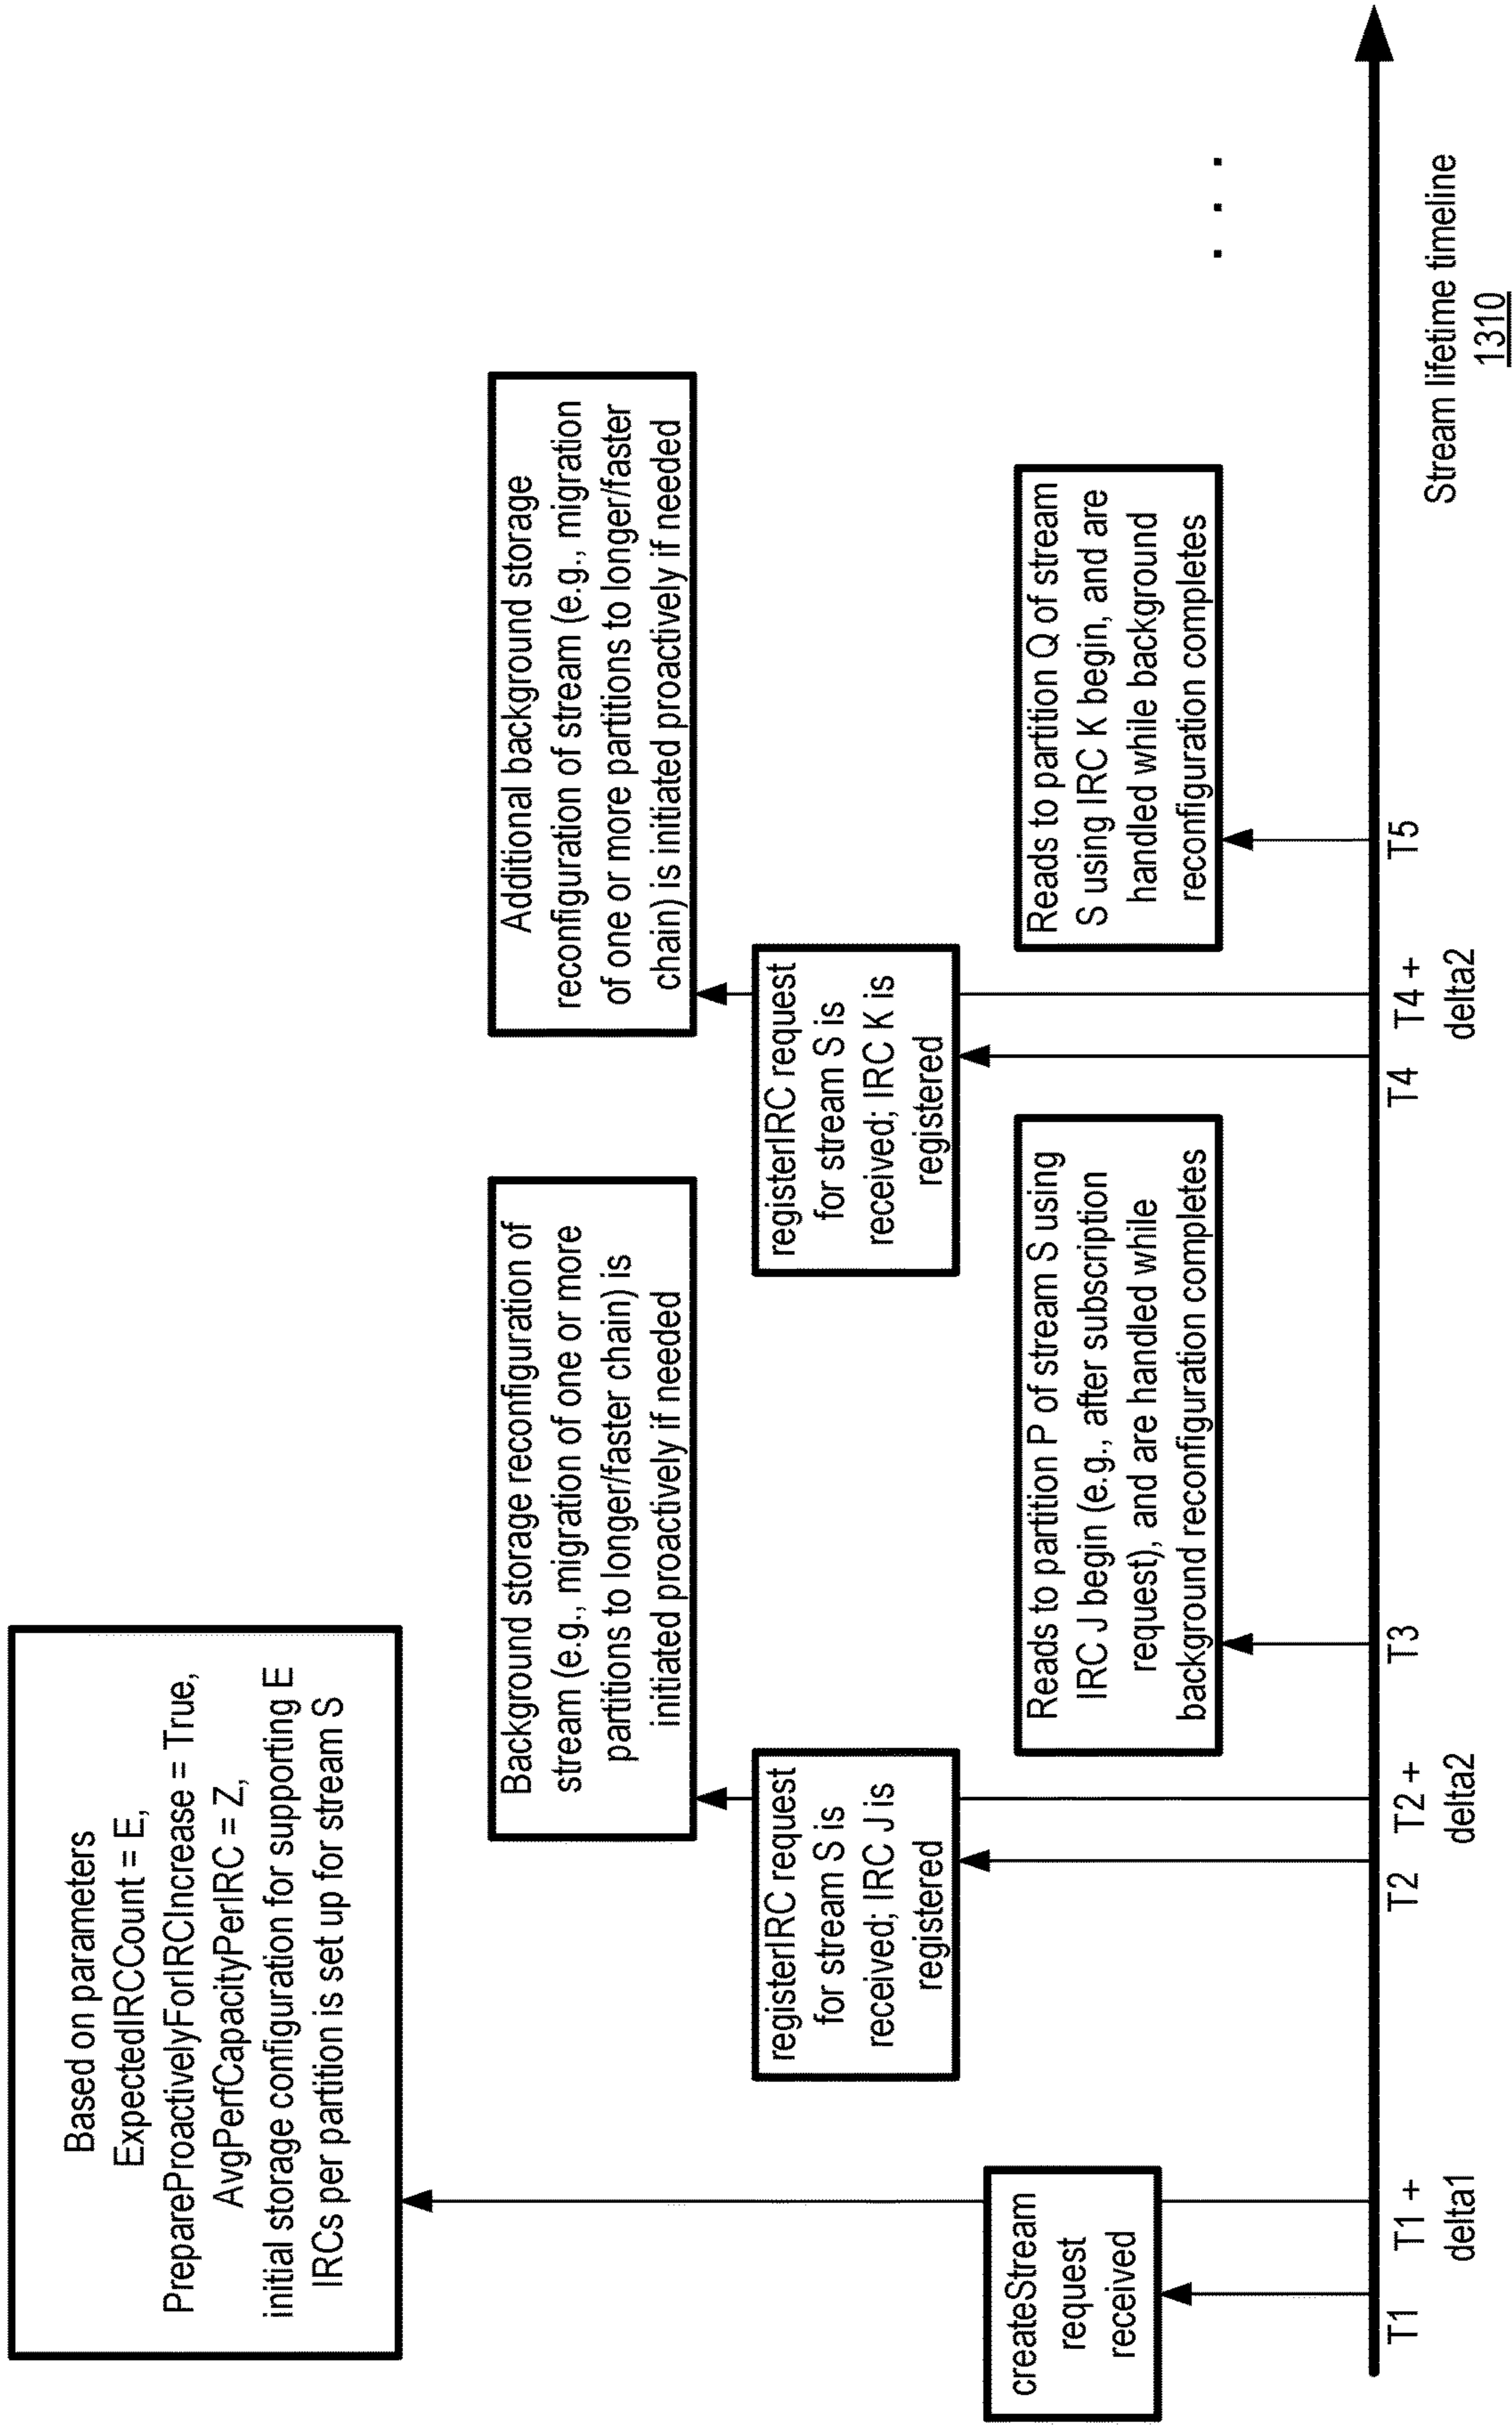 Based on parameters
ExpectedIRCCount = E,
PrepareProactivelyForIRCIncrease = True,
AvgPerfCapacityPerIRC = Z,
initial storage configuration for supporting E
IRCs per partition is set up for stream S
Background storage reconfiguration of
stream (e.g., migration of one or more
partitions to longer/faster chain) is
initiated proactively if needed
Additional background storage
reconfiguration of stream (e.g., migration
of one or more partitions to longer/faster
chain) is initiated proactively if needed
registerIRC request
for stream S is
received; IRC J is
registered
registerIRC request
for stream S is
received; IRC K is
registered
createStream
request
received
Reads to partition P of stream S using
IRC J begin (e.g., after subscription
request), and are handled while
background reconfiguration completes
Reads to partition Q of stream
S using IRC K begin, and are
handled while background
reconfiguration completes
. . .
T1
T1 +
delta1
T2
T2 +
delta2
T3
T4
T4 +
delta2
T5
Stream lifetime timeline
1310